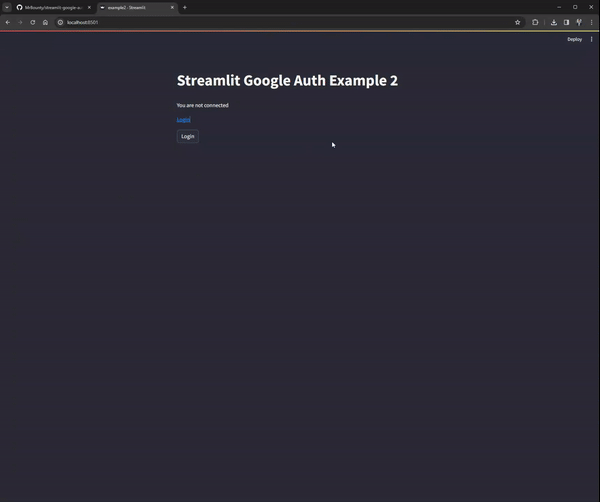 MrBounty/streamlit-google-a
example2 · Streamlit
localhost:8501
Deploy
Streamlit Google Auth Example 2
You are not connected
Login
Login